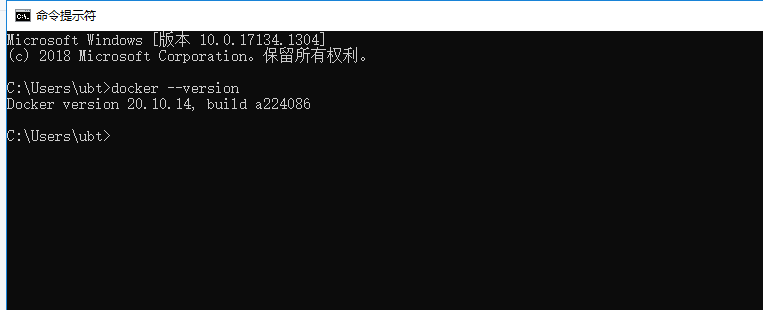 命令提示符
Microsoft Windows [版本 10.0.17134.1304]
(c) 2018 Microsoft Corporation。保留所有权利。
C:\Users\ubt>docker --version
Docker version 20.10.14, build a224086
C:\Users\ubt>